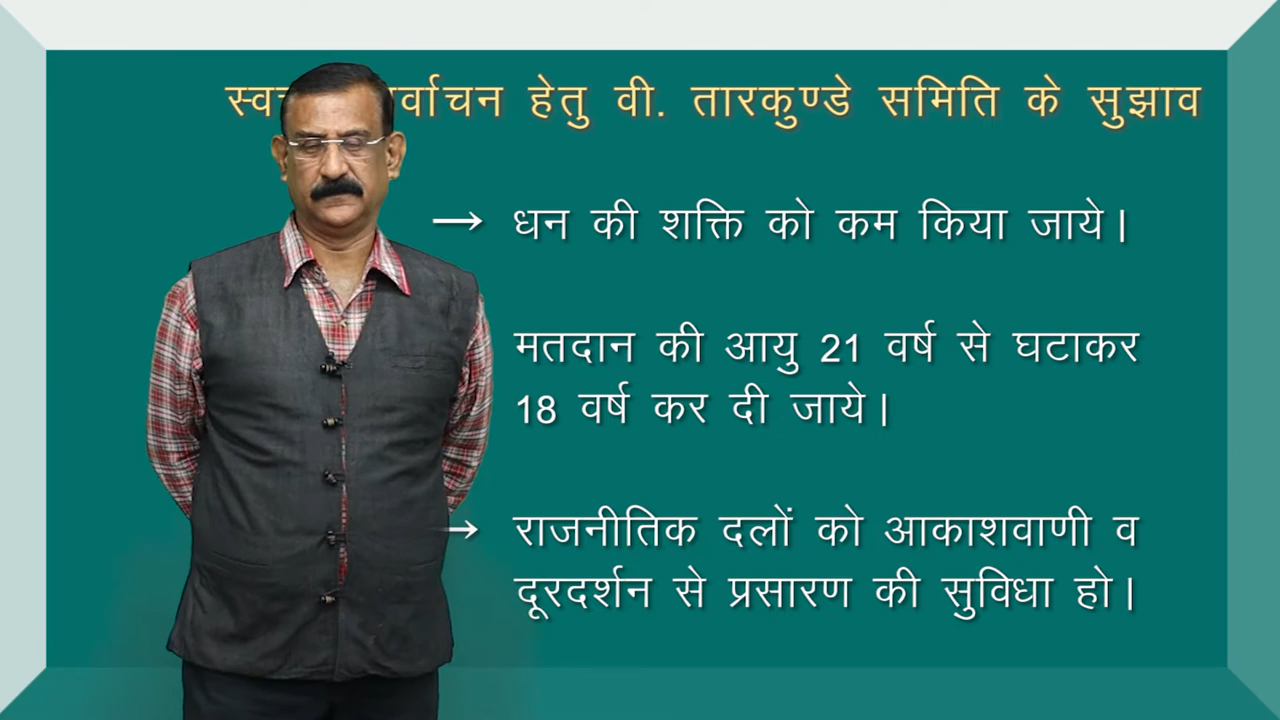 हेतु वी. तारकुण्डे समिति के सुझाव
→ धन की शक्ति को कम किया जाये।
मतदान की आयु 21 वर्ष से घटाकर
18 वर्ष कर दी जाये।
→ राजनीतिक दलों को आकाशवाणी व
दूरदर्शन से प्रसारण की सुविधा हो।